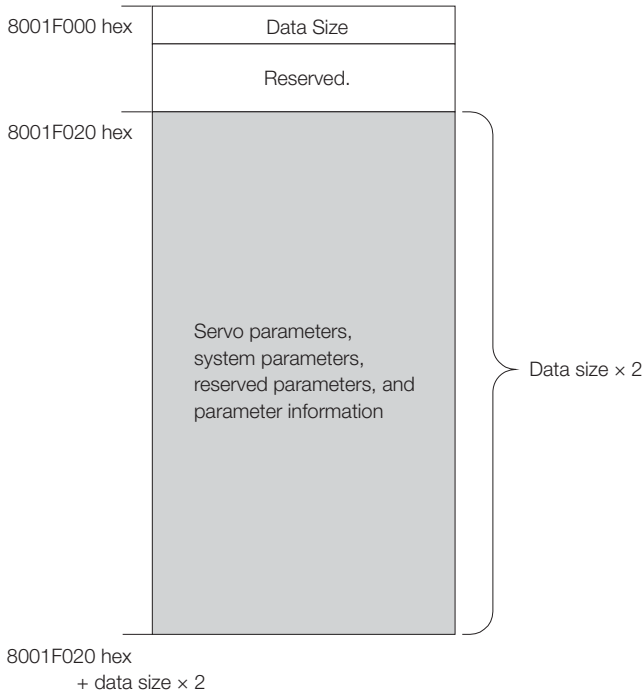 8001F000 hex
Data Size
Reserved.
8001F020 hex
Servo parameters,
system parameters,
reserved parameters, and
parameter information
Data size × 2
8001F020 hex
+ data size × 2